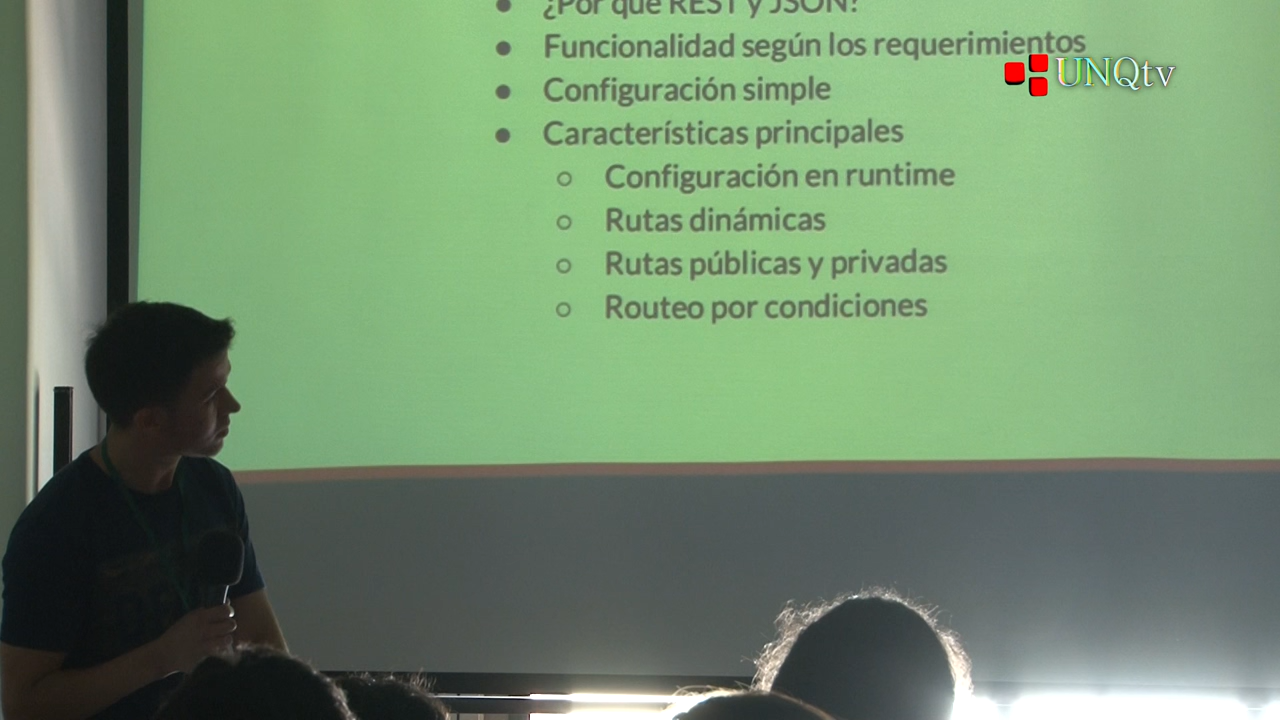 ¿Por qué REST y JSON?
Funcionalidad según los requerimientos
UNQtv
Configuración simple
Características principales
Configuración en runtime
Rutas dinámicas
Rutas públicas y privadas
Routeo por condiciones